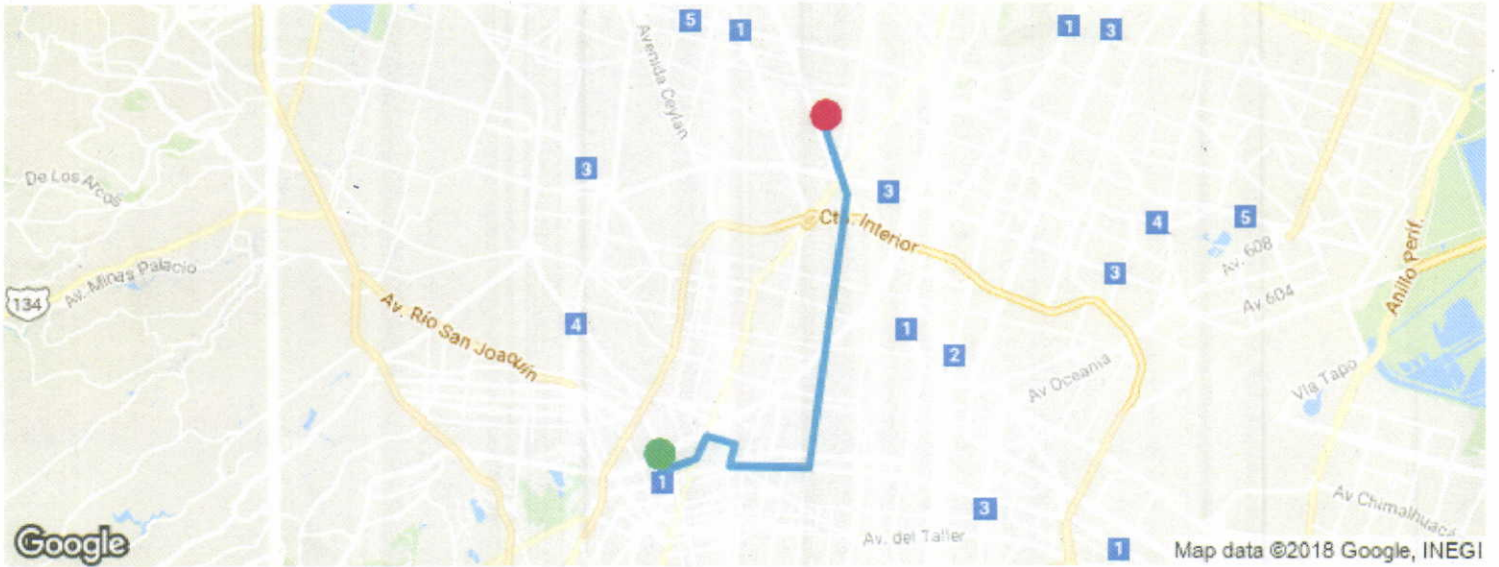 5
1
1
3
Avenida Ceylan
3
De Los Arcos
3
Cto. Interior
4
5
Av. 608
3
Av. Minas Palacio
134
Av 604
Anillo Perif.
Av. Río San Joaquín
4
1
2
Av Oceanía
Vía Tapo
1
3
Av Chimalhuacá
Av. del Taller
1
Google
Map data ©2018 Google, INEGI